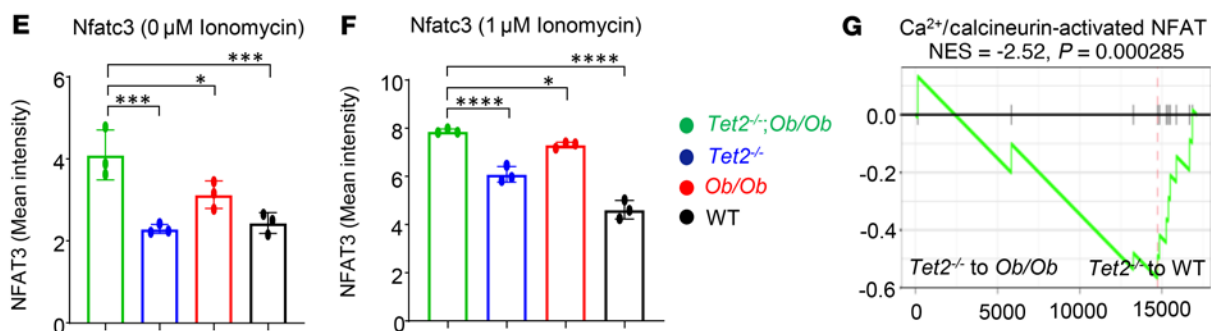 E
Nfatc3 (0 µM Ionomycin)
NFAT3 (Mean intensity)
6
4
2
0
***
*
***
F
Nfatc3 (1 µM Ionomycin)
NFAT3 (Mean intensity)
10
8
6
4
2
0
****
*
****
Tet2-/-;Ob/Ob
Tet2-/-
Ob/Ob
WT
G
Ca2+/calcineurin-activated NFAT
NES = -2.52, P = 0.000285
0.0
-0.2
-0.4
-0.6
Tet2-/- to Ob/Ob
Tet2-/- to WT
0
5000
10000
15000